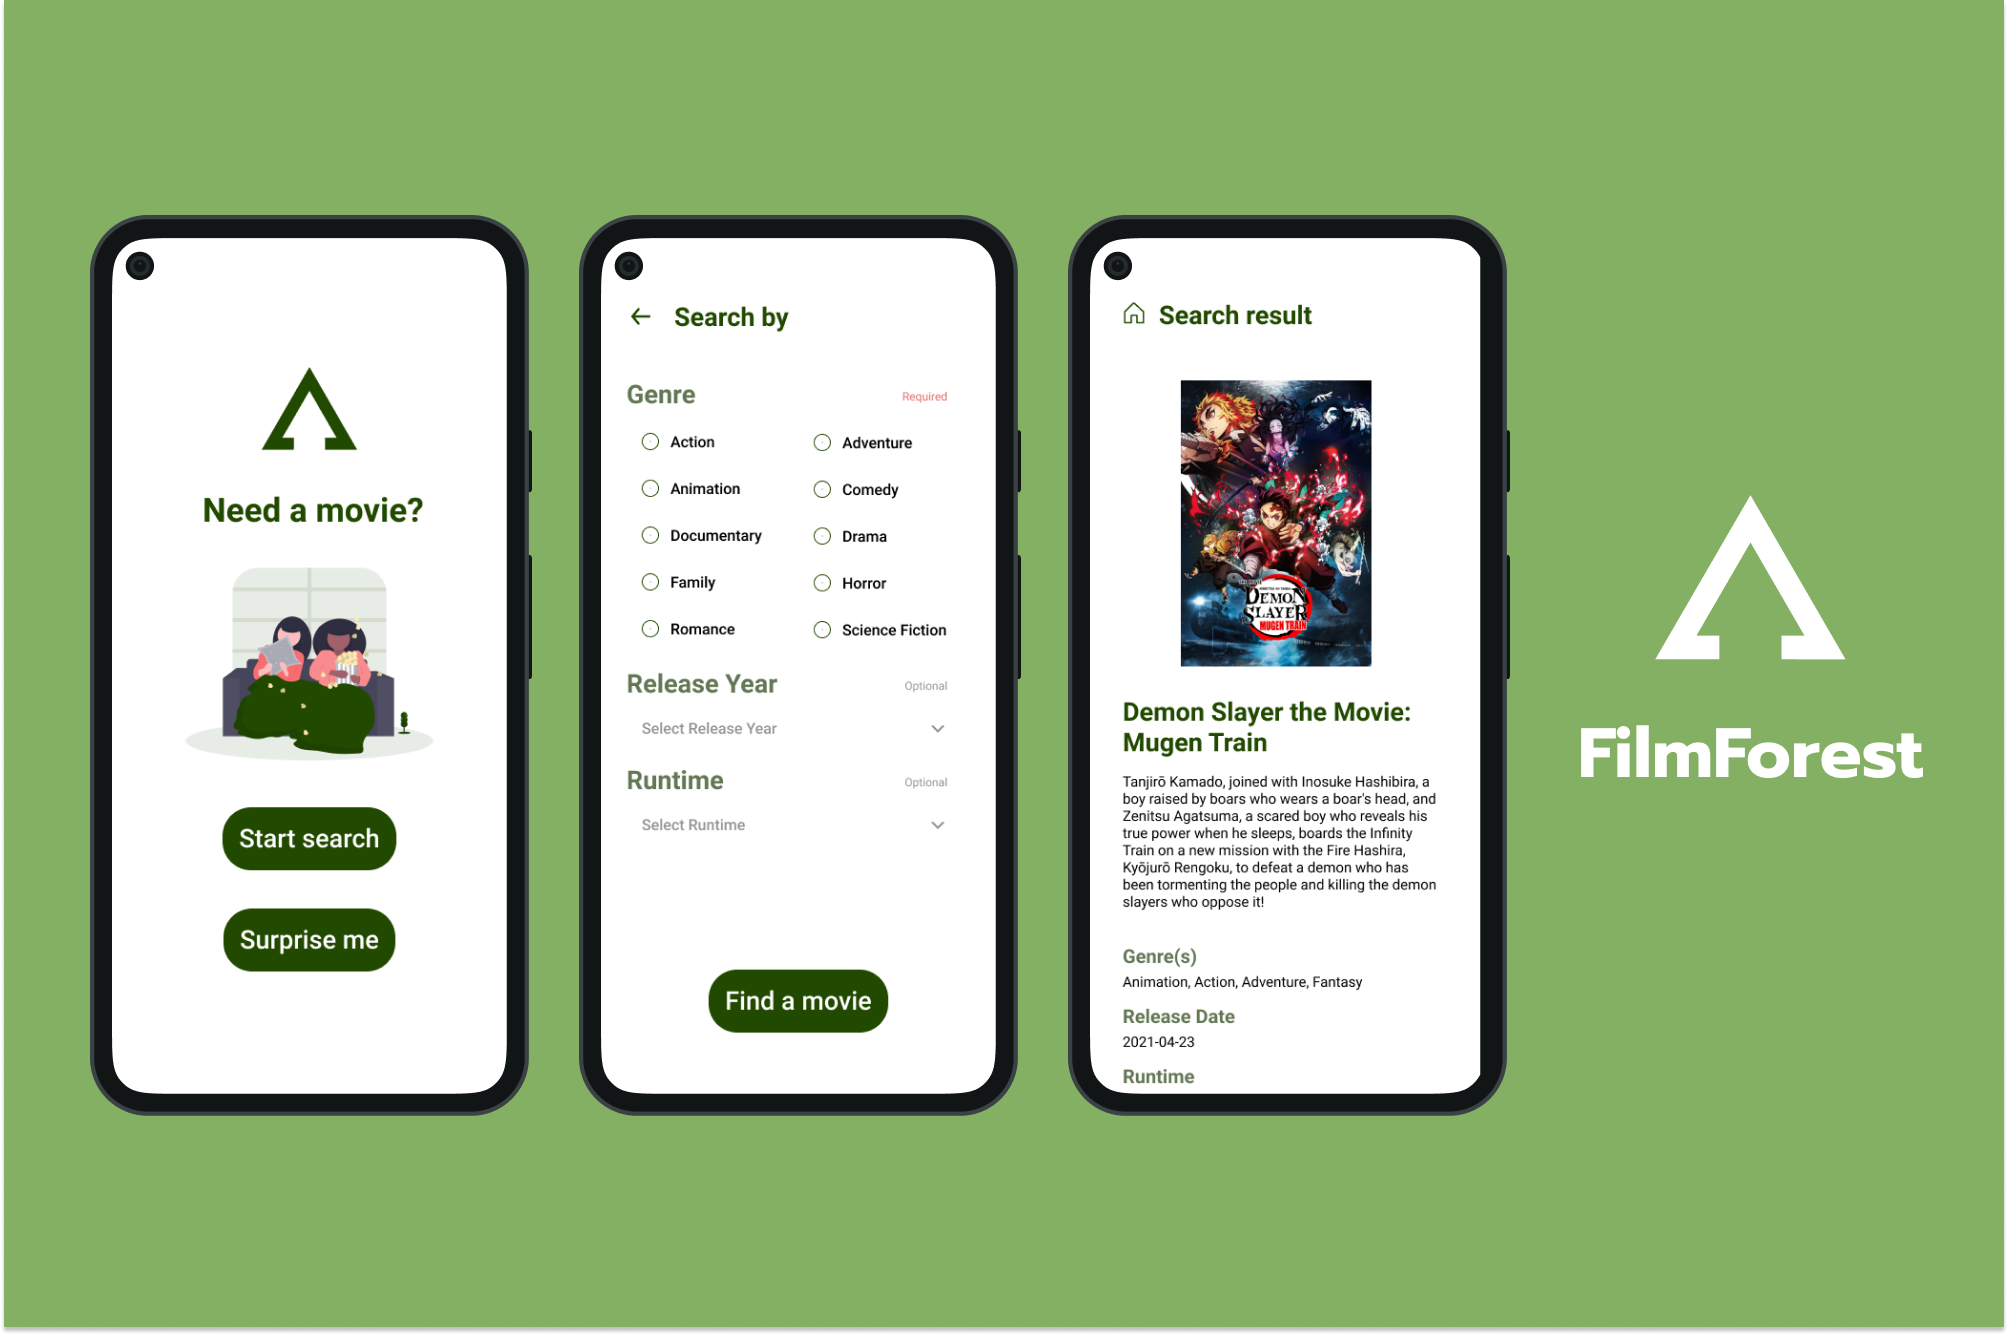 Need a movie?
Start search
Surprise me
Search by
Genre
Required
Action
Adventure
Animation
Comedy
Documentary
Drama
Family
Horror
Romance
Science Fiction
Release Year
Optional
Select Release Year
Runtime
Optional
Select Runtime
Find a movie
Search result
DEMON
SLAYER
MUGEN TRAIN
Demon Slayer the Movie:
Mugen Train
Tanjirō Kamado, joined with Inosuke Hashibira, a
boy raised by boars who wears a boar's head, and
Zenitsu Agatsuma, a scared boy who reveals his
true power when he sleeps, boards the Infinity
Train on a new mission with the Fire Hashira,
Kyōjurō Rengoku, to defeat a demon who has
been tormenting the people and killing the demon
slayers who oppose it!
Genre(s)
Animation, Action, Adventure, Fantasy
Release Date
2021-04-23
Runtime
FilmForest